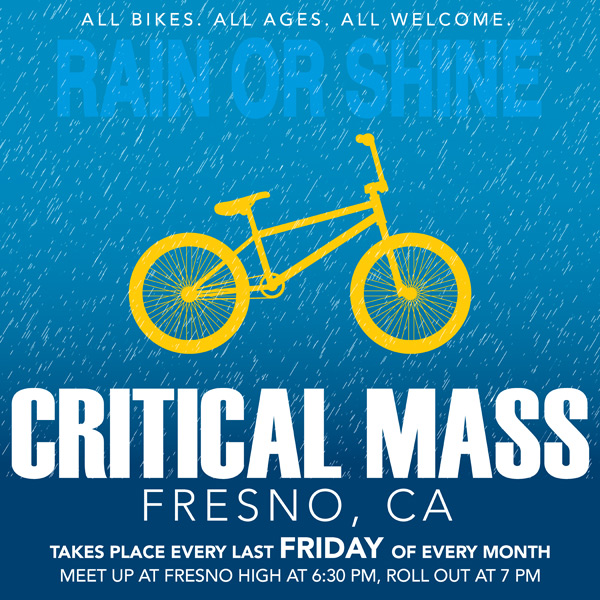 ALL BIKES. ALL AGES. ALL WELCOME.
RAIN OR SHINE
CRITICAL MASS
FRESNO, CA
TAKES PLACE EVERY LAST FRIDAY OF EVERY MONTH
MEET UP AT FRESNO HIGH AT 6:30 PM, ROLL OUT AT 7 PM